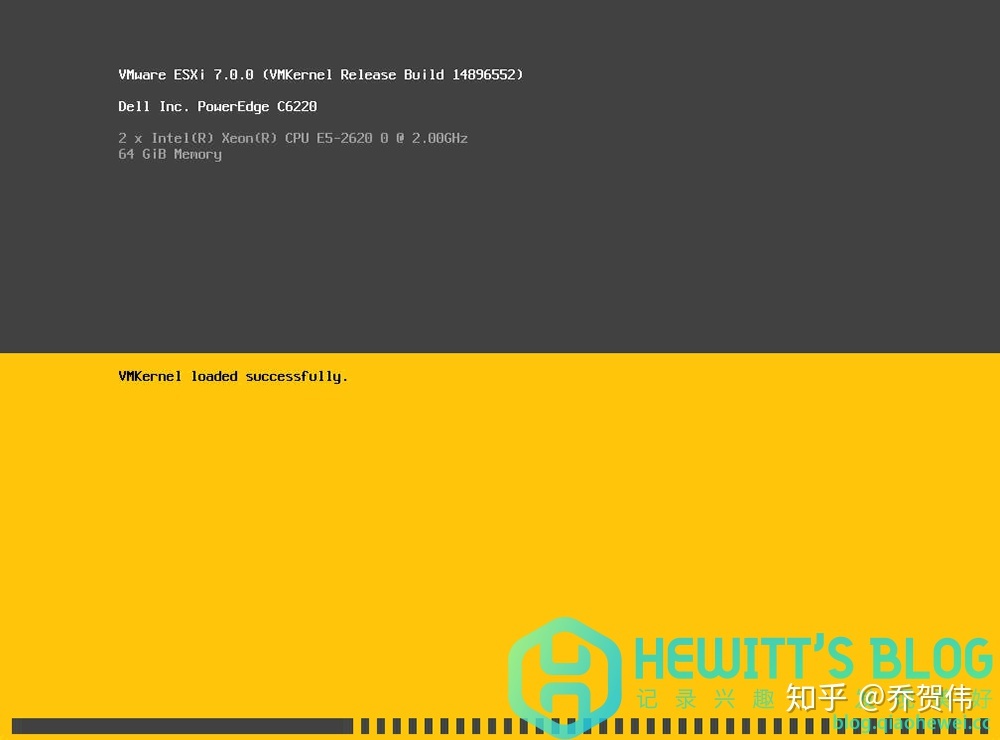 VMware ESXi 7.0.0 (VMKernel Release Build 14896552)
Dell Inc. PowerEdge C6220
2 x Intel(R) Xeon(R) CPU E5-2620 0 @ 2.00GHz
64 GiB Memory
VMKernel loaded successfully.
HEWITT'S BLOG
记录兴趣 好
知乎 @乔贺伟
blog.qiaohewei.cc